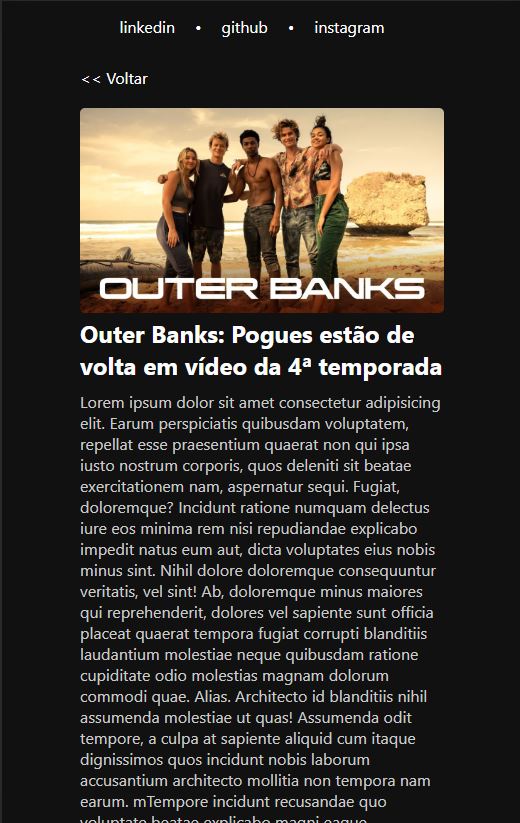 linkedin • github • instagram
<< Voltar
OUTER BANKS
Outer Banks: Pogues estão de
volta em vídeo da 4ª temporada
Lorem ipsum dolor sit amet consectetur adipisicing
elit. Earum perspiciatis quibusdam voluptatem,
repellat esse praesentium quaerat non qui ipsa
iusto nostrum corporis, quos deleniti sit beatae
exercitationem nam, aspernatur sequi. Fugiat,
doloremque? Incidunt ratione numquam delectus
iure eos minima rem nisi repudiandae explicabo
impedit natus eum aut, dicta voluptates eius nobis
minus sint. Nihil dolore doloremque consequuntur
veritatis, vel sint! Ab, doloremque minus maiores
qui reprehenderit, dolores vel sapiente sunt officia
placeat quaerat tempora fugiat corrupti blanditiis
laudantium molestiae neque quibusdam ratione
cupiditate odio molestias magnam dolorum
commodi quae. Alias. Architecto id blanditiis nihil
assumenda molestiae ut quas! Assumenda odit
tempore, a culpa at sapiente aliquid cum itaque
dignissimos quos incidunt nobis laborum
accusantium architecto mollitia non tempora nam
earum. mTempore incidunt recusandae quo
voluptate beatae explicabo magni eaque